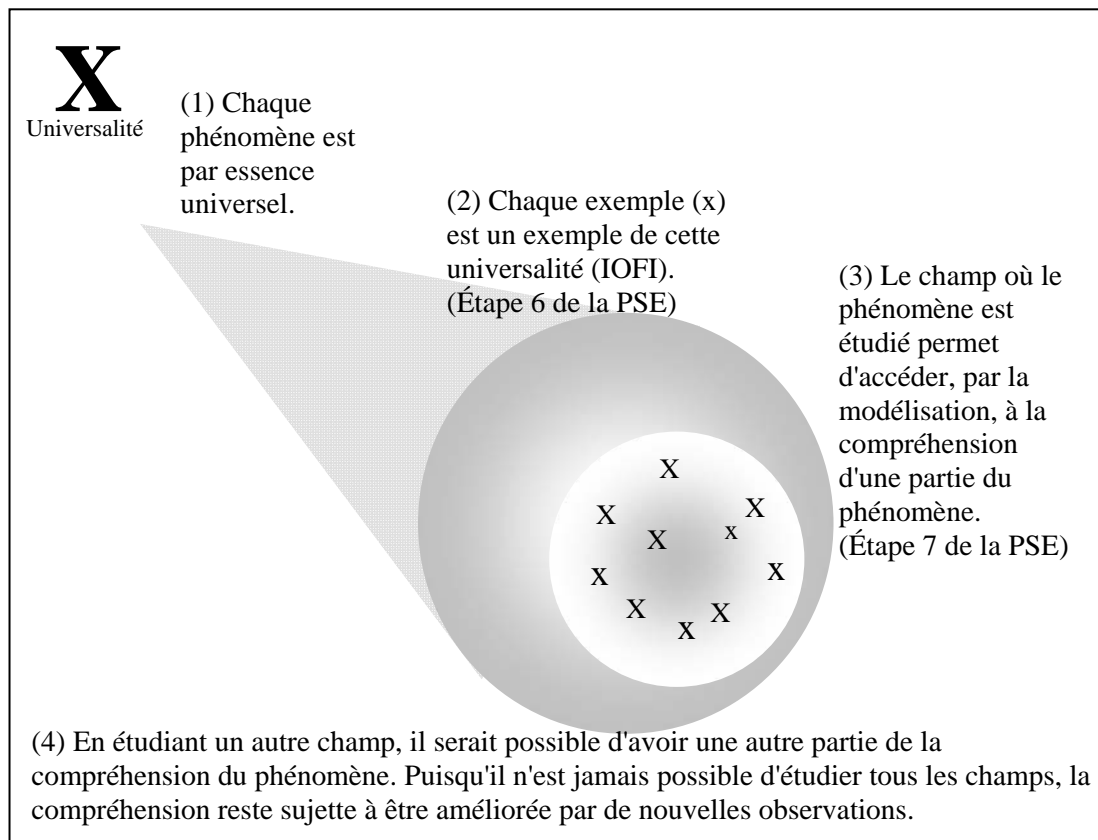 X
Universalité
(1) Chaque
phénomène est
par essence
universel.
(2) Chaque exemple (x)
est un exemple de cette
universalité (IOFI).
(Étape 6 de la PSE)
(3) Le champ où le
phénomène est
étudié permet
d'accéder, par la
modélisation, à la
compréhension
d'une partie du
phénomène.
(Étape 7 de la PSE)
X
X
X
X
x
x
x
X
X
x
(4) En étudiant un autre champ, il serait possible d'avoir une autre partie de la
compréhension du phénomène. Puisqu'il n'est jamais possible d'étudier tous les champs, la
compréhension reste sujette à être améliorée par de nouvelles observations.